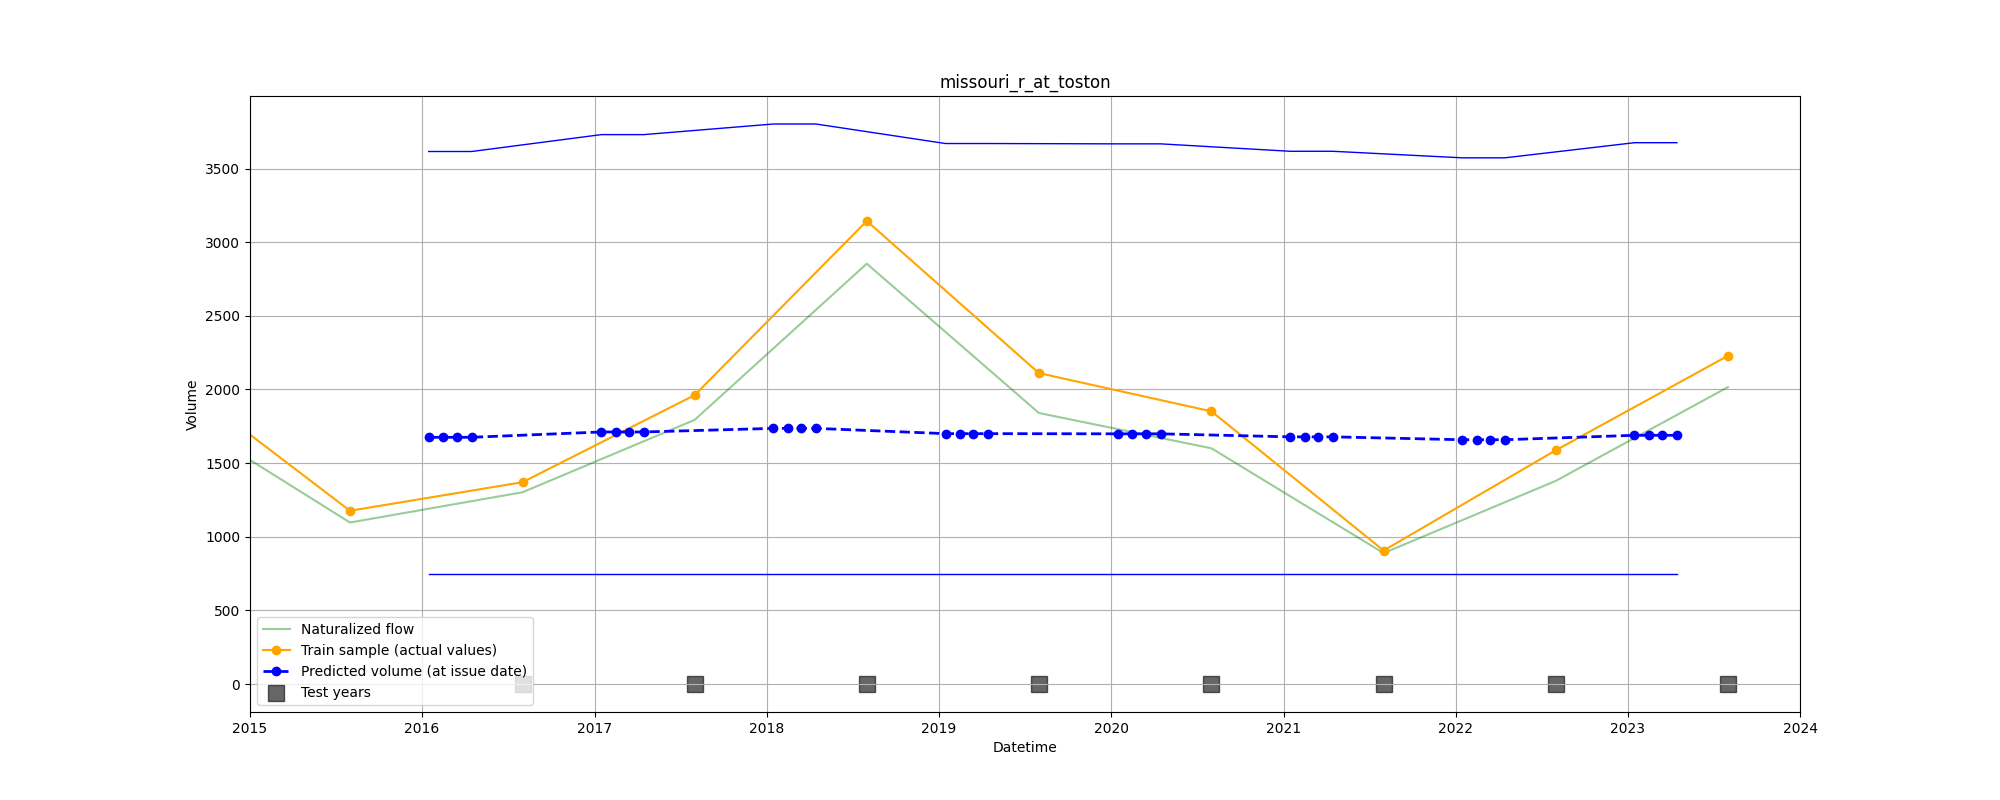 missouri_r_at_toston
Volume
3500
3000
2500
2000
1500
1000
500
0
Naturalized flow
Train sample (actual values)
Predicted volume (at issue date)
Test years
2015 2016 2017 2018 2019 2020 2021 2022 2023 2024
Datetime